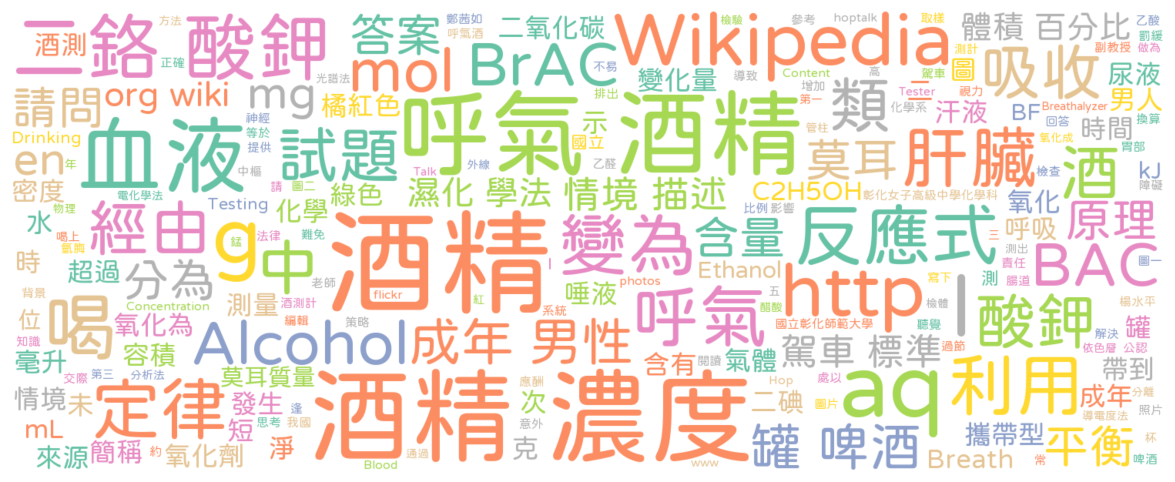 二鉻 酸鉀
酒測
方法
正確
鄭茜如
呼氣酒
答案
二氧化碳
檢驗
不易
Wikipedia
參考
hoptalk
取樣
體積 百分比
乙酸
罰緩
做為
副教授
mol
BrAC
變化量
排出
導致
Content
增加
測計
高
駕車
圖
吸收
尿液
男人
換算
光譜法
org wiki
mg
橘紅色
請問
Drinking
en
年
密度
血液
神經
等於
提供
中樞
試題
示
國立
呼氣 酒精
化學系
第一
Tester
視力
類
汗液
BF
Breathalyzer
回答
時間
氧化成
胃部
管柱
莫耳
肝臟
酒
檢查
kJ
障礙
外線
乙醛
Talk
綠色
濕化 學法
情境 描述
C2H5OH
彰化女子高級中學化學科
比例
影響
氧化
電化學法
請
圖二
Testing
化學
水
物理
喝上
氬脢
經由
g
錳
法律
難免
中
酒精
變為
I
含量
反應式
三
測出
責任
腸道
圖一
呼吸
原理
BAC
超過
時
分為
老師
flickr
紅
photos
唾液
呼氣
Ethanol
http
五
醋酸
檢體
測
寫下
楊水平
l
酸鉀
罐
背景
知識
位
喝
Concentration
測量
酒測計
編輯
策略
系統
國立彰化師範大學
聽覺
過節
解決
依色層
公認
氧化為
Alcohol
成年 男性
含有
閱讀
氣體
駕車 標準
帶到
毫升
容積
莫耳質量
交際
第三
分析法
應酬
次
Hop
處以
二碘
圖片
aq
利用
成年
分離
照片
導電度法
情境
未
定律
發生
思考
逢
我國
意外
酒精 濃度
罐 啤酒
攜帶型
杯
mL
短
來源
簡稱
豹
氧化劑
淨
Blood
通過
克
www
Breath
常
平衡
啤酒